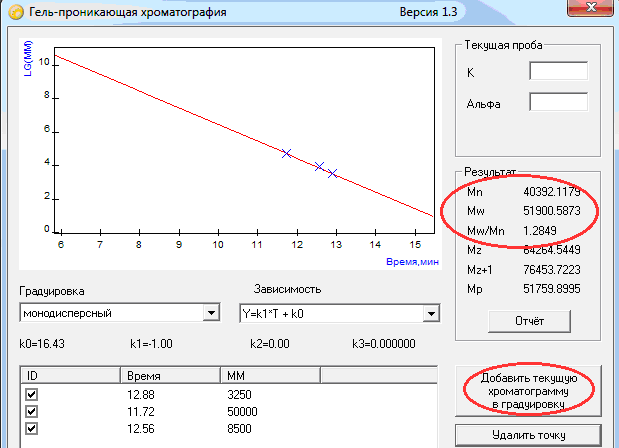 Гель-проникающая хроматография Версия 1.3
LG(MM)
10
8
6
4
2
0
6 7 8 9 10 11 12 13 14 15
Время,мин
Текущая проба
К
Альфа
Результат
Mn 40392.1179
Mw 51900.5873
Mw/Mn 1.2849
Mz 64264.5449
Mz+1 76453.7223
Mp 51759.8995
Отчёт
Градуировка Зависимость
монодисперсный Y=k1*T + k0
k0=16.43 k1=-1.00 k2=0.00 k3=0.000000
ID Время ММ
12.88 3250
11.72 50000
12.56 8500
Добавить текущую
хроматограмму
в градуировку
Удалить точку